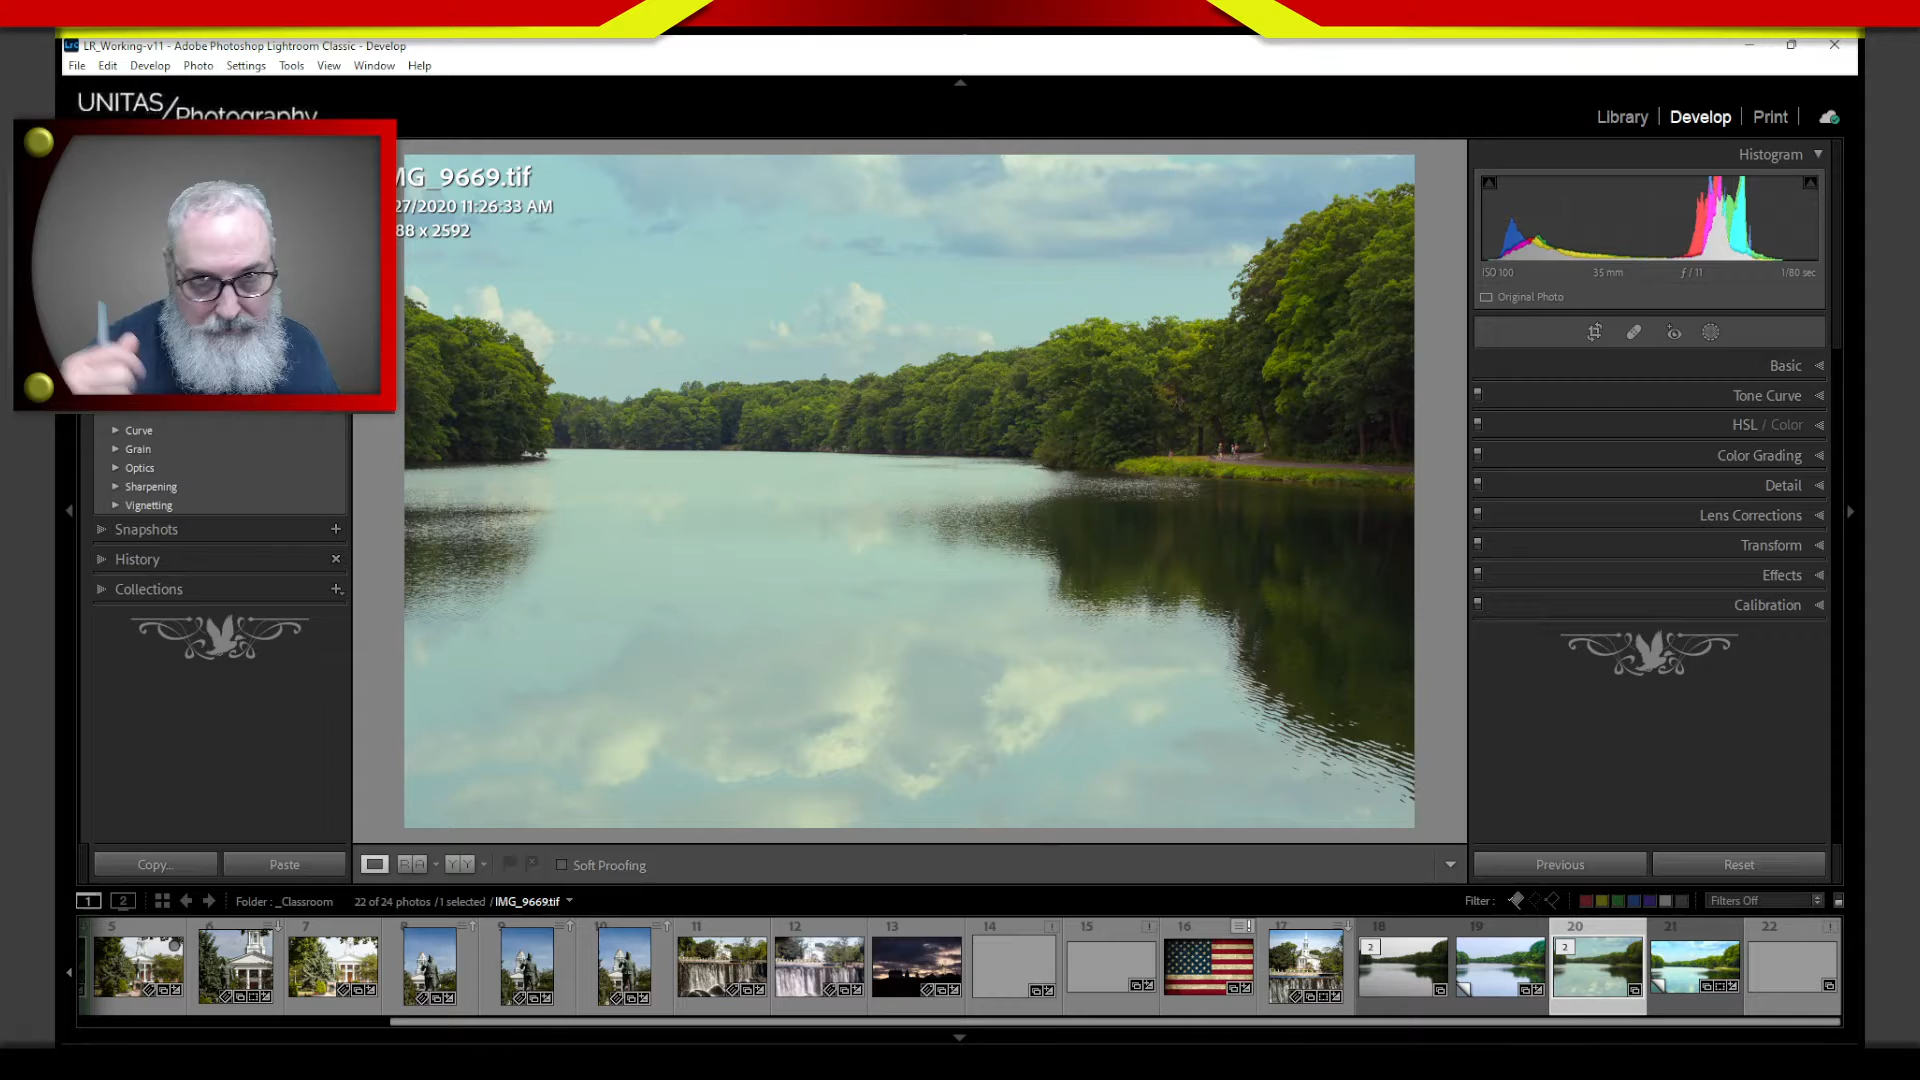 LR_Working-v11 - Adobe Photoshop Lightroom Classic - Develop
File Edit Develop Photo Settings Tools View Window Help
UNITAS/Photography
Library Develop Print
Histogram
MG_9669.tif
27/2020 11:26:33 AM
88 x 2592
ISO 100 35 mm ƒ / 11 1/80 sec
Original Photo
Basic
Tone Curve
HSL / Color
Color Grading
Detail
Lens Corrections
Transform
Effects
Calibration
Curve
Grain
Optics
Sharpening
Vignetting
Snapshots
History
Collections
Copy... Paste
R A Y Y Soft Proofing
Previous Reset
1 2 Folder : _Classroom 22 of 24 photos / 1 selected / IMG_9669.tif
Filter : Filters Off
5 6 7 8 9 10 11 12 13 14 15 16 17 18 19 20 21 22
2 2